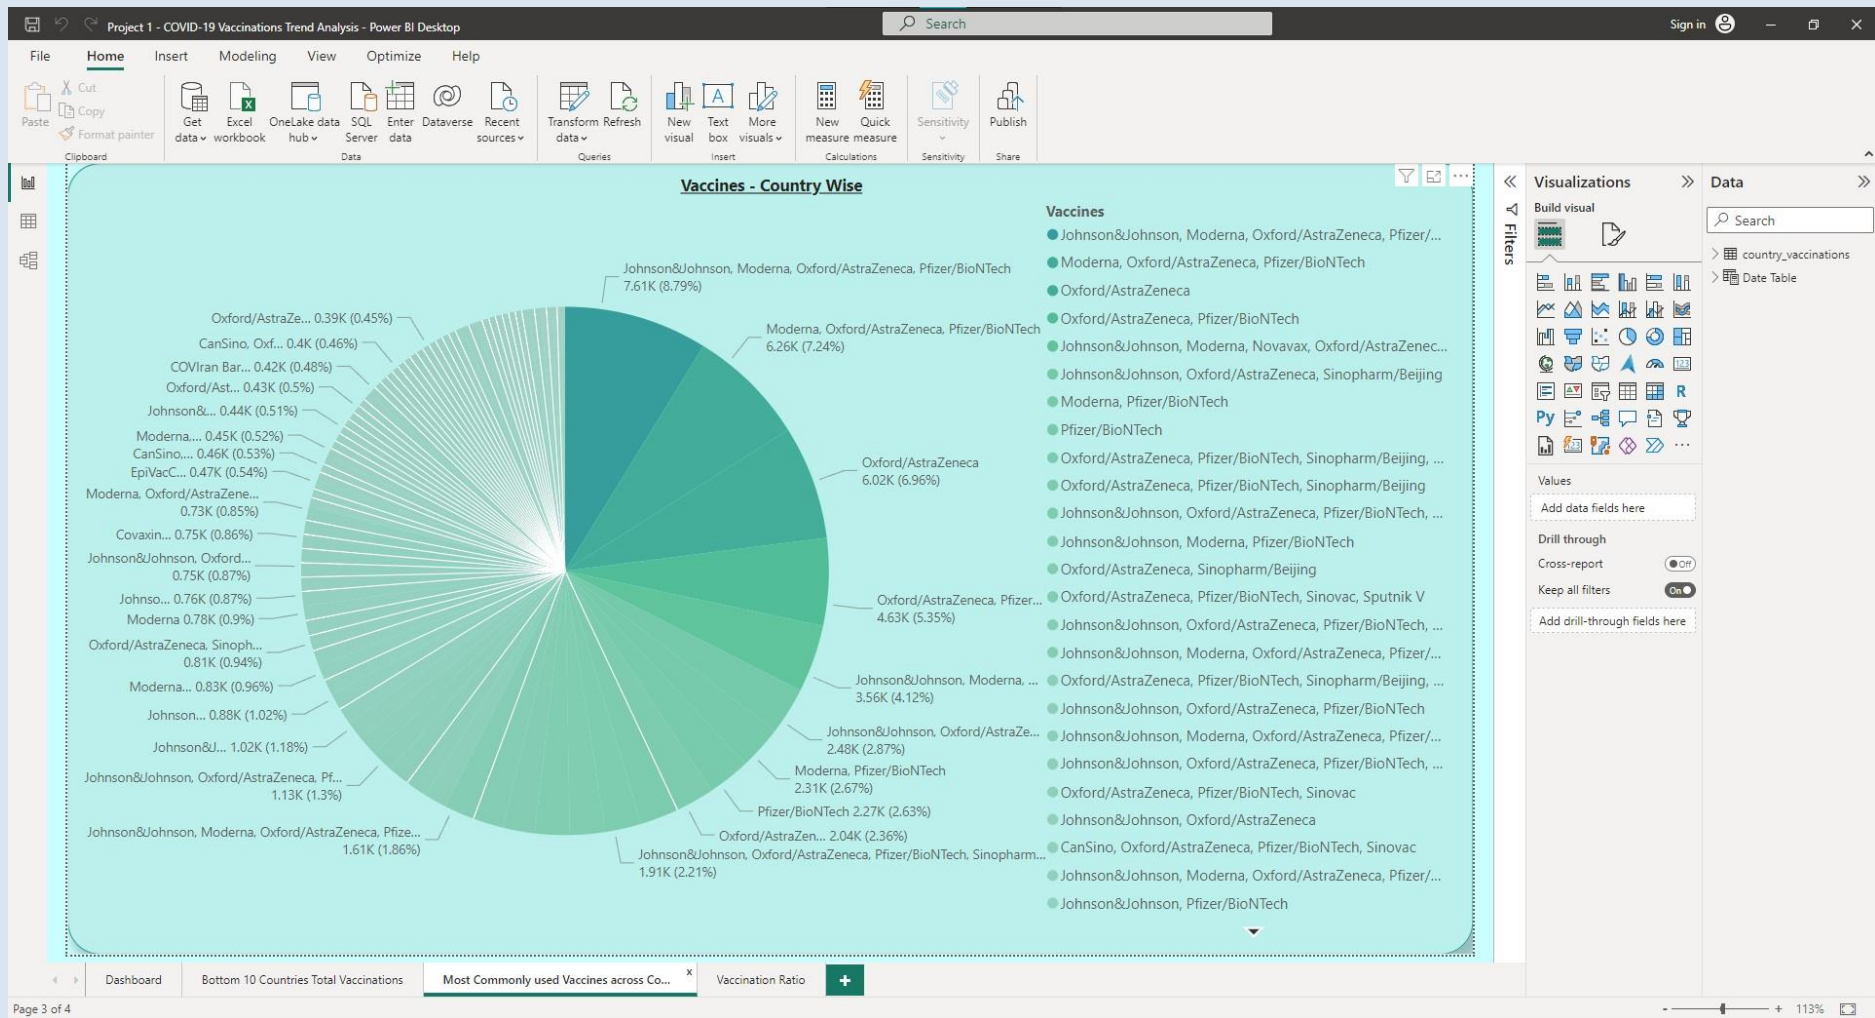 Project 1 - COVID-19 Vaccinations Trend Analysis - Power BI Desktop
Search
Sign in
File Home Insert Modeling View Optimize Help
Paste
Cut
Copy
Format painter
Clipboard
Get data
Excel workbook
OneLake data hub
SQL Server
Enter data
Dataverse
Recent sources
Data
Transform data
Refresh
Queries
New visual
Text box
More visuals
Insert
New measure
Quick measure
Calculations
Sensitivity
Sensitivity
Publish
Share
Vaccines - Country Wise
Johnson&Johnson, Moderna, Oxford/AstraZeneca, Pfizer/BioNTech
7.61K (8.79%)
Moderna, Oxford/AstraZeneca, Pfizer/BioNTech
6.26K (7.24%)
Oxford/AstraZeneca
6.02K (6.96%)
Oxford/AstraZeneca, Pfizer...
4.63K (5.35%)
Johnson&Johnson, Moderna, ...
3.56K (4.12%)
Johnson&Johnson, Oxford/AstraZe...
2.48K (2.87%)
Moderna, Pfizer/BioNTech
2.31K (2.67%)
Pfizer/BioNTech 2.27K (2.63%)
Oxford/AstraZen... 2.04K (2.36%)
Johnson&Johnson, Oxford/AstraZeneca, Pfizer/BioNTech, Sinopharm...
1.91K (2.21%)
Oxford/AstraZe... 0.39K (0.45%)
CanSino, Oxf... 0.4K (0.46%)
COVIran Bar... 0.42K (0.48%)
Oxford/Ast... 0.43K (0.5%)
Johnson&... 0.44K (0.51%)
Moderna,... 0.45K (0.52%)
CanSino,... 0.46K (0.53%)
EpiVacC... 0.47K (0.54%)
Moderna, Oxford/AstraZene...
0.73K (0.85%)
Covaxin... 0.75K (0.86%)
Johnson&Johnson, Oxford...
0.75K (0.87%)
Johnso... 0.76K (0.87%)
Moderna 0.78K (0.9%)
Oxford/AstraZeneca, Sinoph...
0.81K (0.94%)
Moderna... 0.83K (0.96%)
Johnson... 0.88K (1.02%)
Johnson&J... 1.02K (1.18%)
Johnson&Johnson, Oxford/AstraZeneca, Pf...
1.13K (1.3%)
Johnson&Johnson, Moderna, Oxford/AstraZeneca, Pfize...
1.61K (1.86%)
Vaccines
Johnson&Johnson, Moderna, Oxford/AstraZeneca, Pfizer/...
Moderna, Oxford/AstraZeneca, Pfizer/BioNTech
Oxford/AstraZeneca
Oxford/AstraZeneca, Pfizer/BioNTech
Johnson&Johnson, Moderna, Novavax, Oxford/AstraZenec...
Johnson&Johnson, Oxford/AstraZeneca, Sinopharm/Beijing
Moderna, Pfizer/BioNTech
Pfizer/BioNTech
Oxford/AstraZeneca, Pfizer/BioNTech, Sinopharm/Beijing, ...
Oxford/AstraZeneca, Pfizer/BioNTech, Sinopharm/Beijing
Johnson&Johnson, Oxford/AstraZeneca, Pfizer/BioNTech, ...
Johnson&Johnson, Moderna, Pfizer/BioNTech
Oxford/AstraZeneca, Sinopharm/Beijing
Oxford/AstraZeneca, Pfizer/BioNTech, Sinovac, Sputnik V
Johnson&Johnson, Oxford/AstraZeneca, Pfizer/BioNTech, ...
Johnson&Johnson, Moderna, Oxford/AstraZeneca, Pfizer/...
Oxford/AstraZeneca, Pfizer/BioNTech, Sinopharm/Beijing, ...
Johnson&Johnson, Oxford/AstraZeneca, Pfizer/BioNTech
Johnson&Johnson, Moderna, Oxford/AstraZeneca, Pfizer/...
Johnson&Johnson, Oxford/AstraZeneca, Pfizer/BioNTech, ...
Oxford/AstraZeneca, Pfizer/BioNTech, Sinovac
Johnson&Johnson, Oxford/AstraZeneca
CanSino, Oxford/AstraZeneca, Pfizer/BioNTech, Sinovac
Johnson&Johnson, Moderna, Oxford/AstraZeneca, Pfizer/...
Johnson&Johnson, Pfizer/BioNTech
Filters
Visualizations
Build visual
123
R
Py
Values
Add data fields here
Drill through
Cross-report Off
Keep all filters On
Add drill-through fields here
Data
Search
country_vaccinations
Date Table
Dashboard
Bottom 10 Countries Total Vaccinations
Most Commonly used Vaccines across Co... x
Vaccination Ratio
+
Page 3 of 4
- + 113%